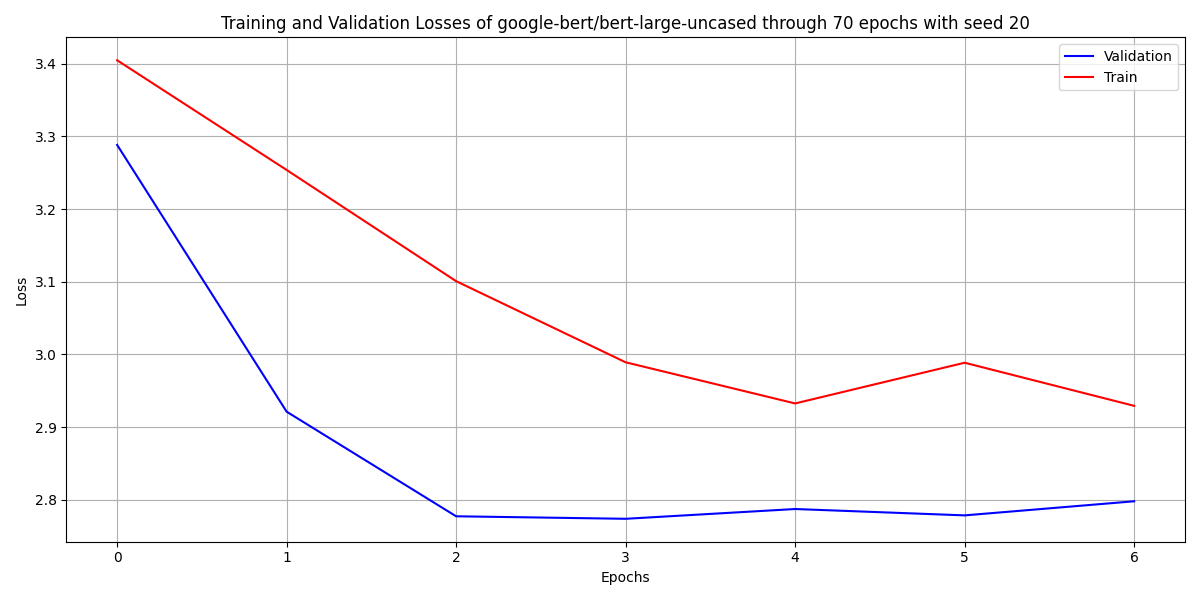 Training and Validation Losses of google-bert/bert-large-uncased through 70 epochs with seed 20
Validation
Train
3.4
3.3
3.2
3.1
3.0
2.9
2.8
Loss
0 1 2 3 4 5 6
Epochs